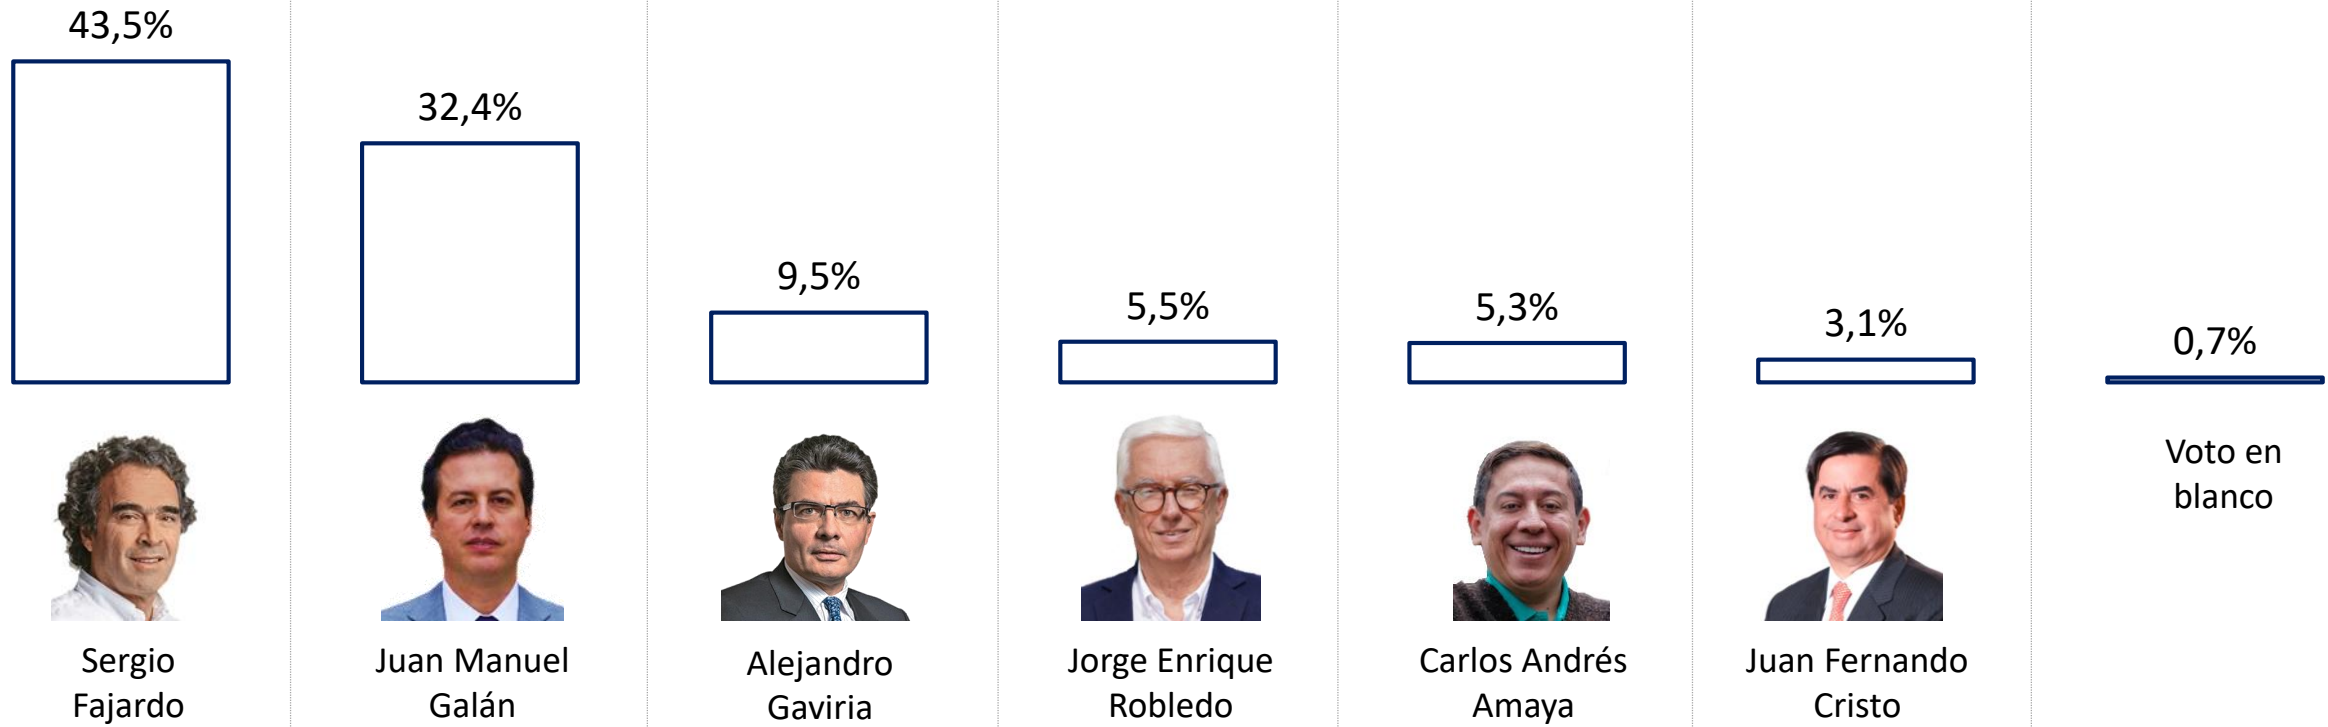 43,5%
32,4%
9,5%
5,5%
5,3%
3,1%
0,7%
Sergio
Fajardo
Juan Manuel
Galán
Alejandro
Gaviria
Jorge Enrique
Robledo
Carlos Andrés
Amaya
Juan Fernando
Cristo
Voto en
blanco